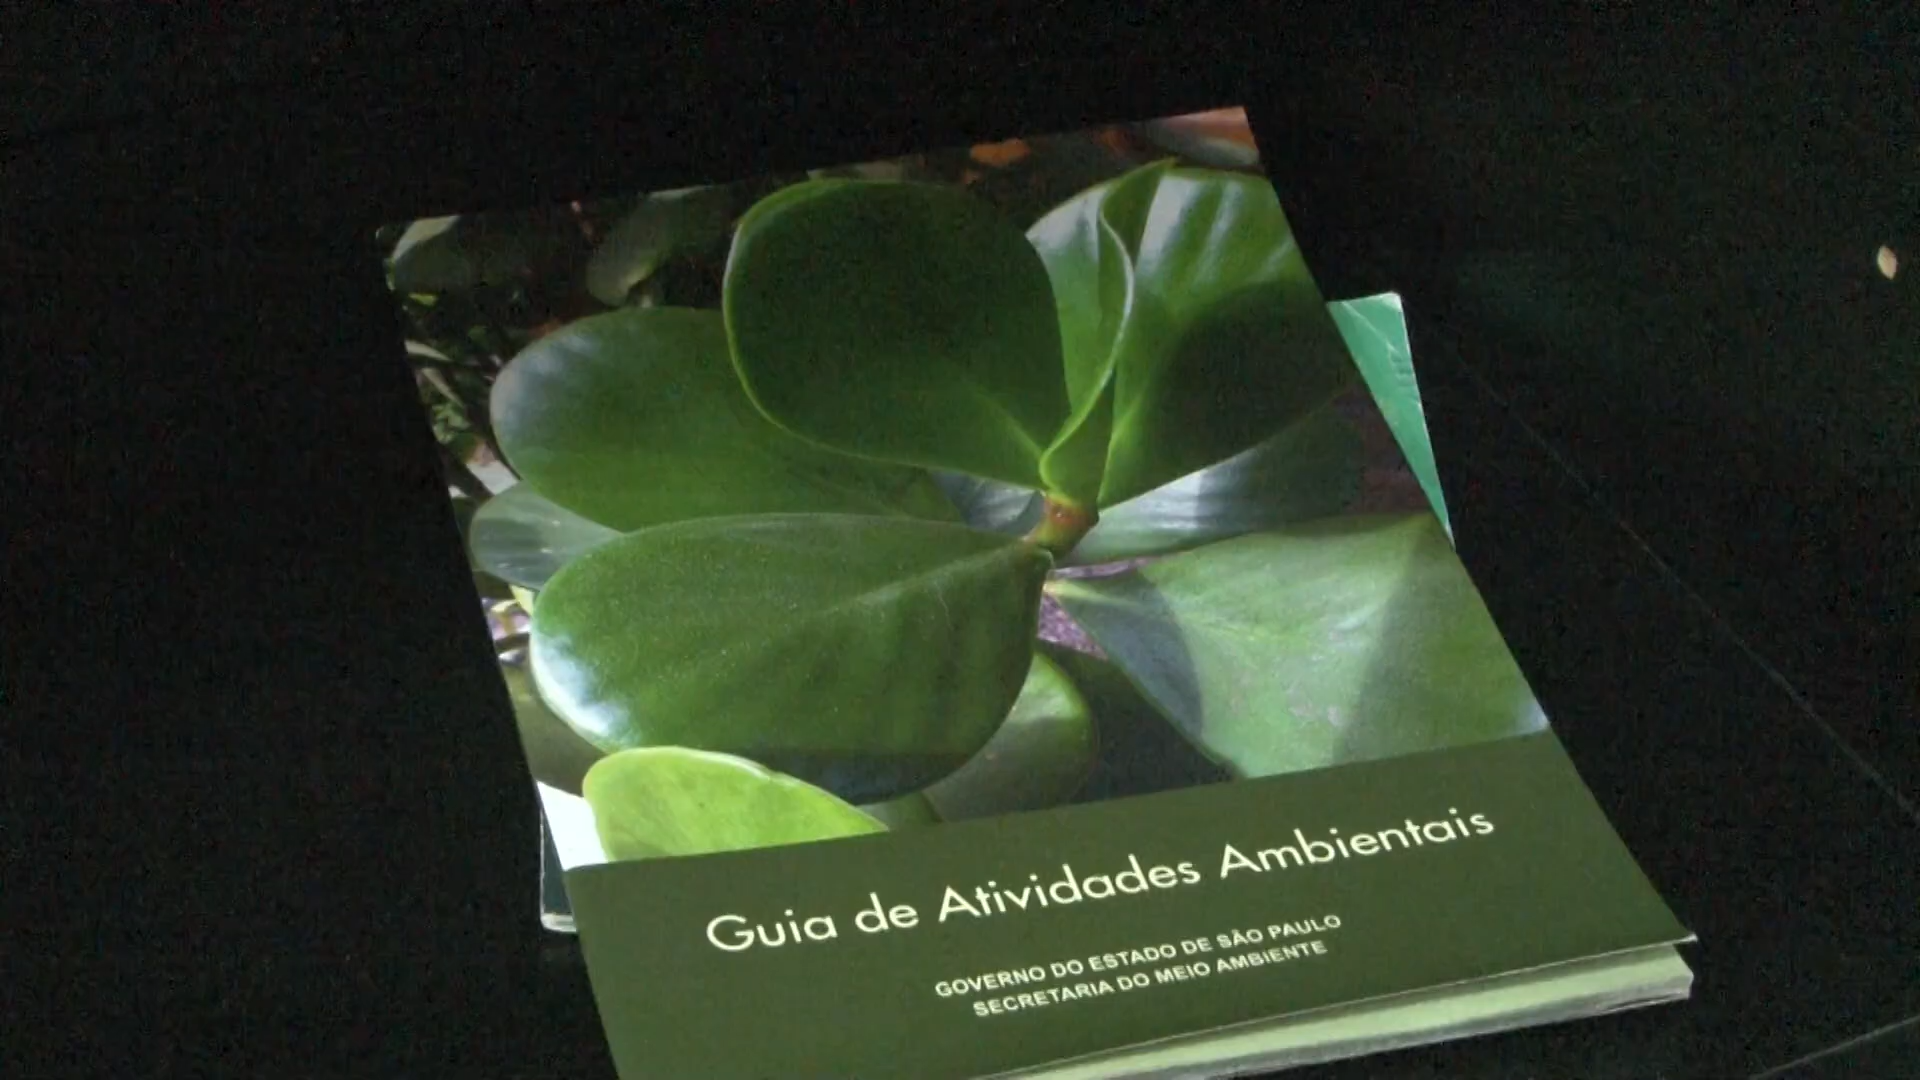 Guia de Atividades Ambientais
GOVERNO DO ESTADO DE SÃO PAULO
SECRETARIA DO MEIO AMBIENTE